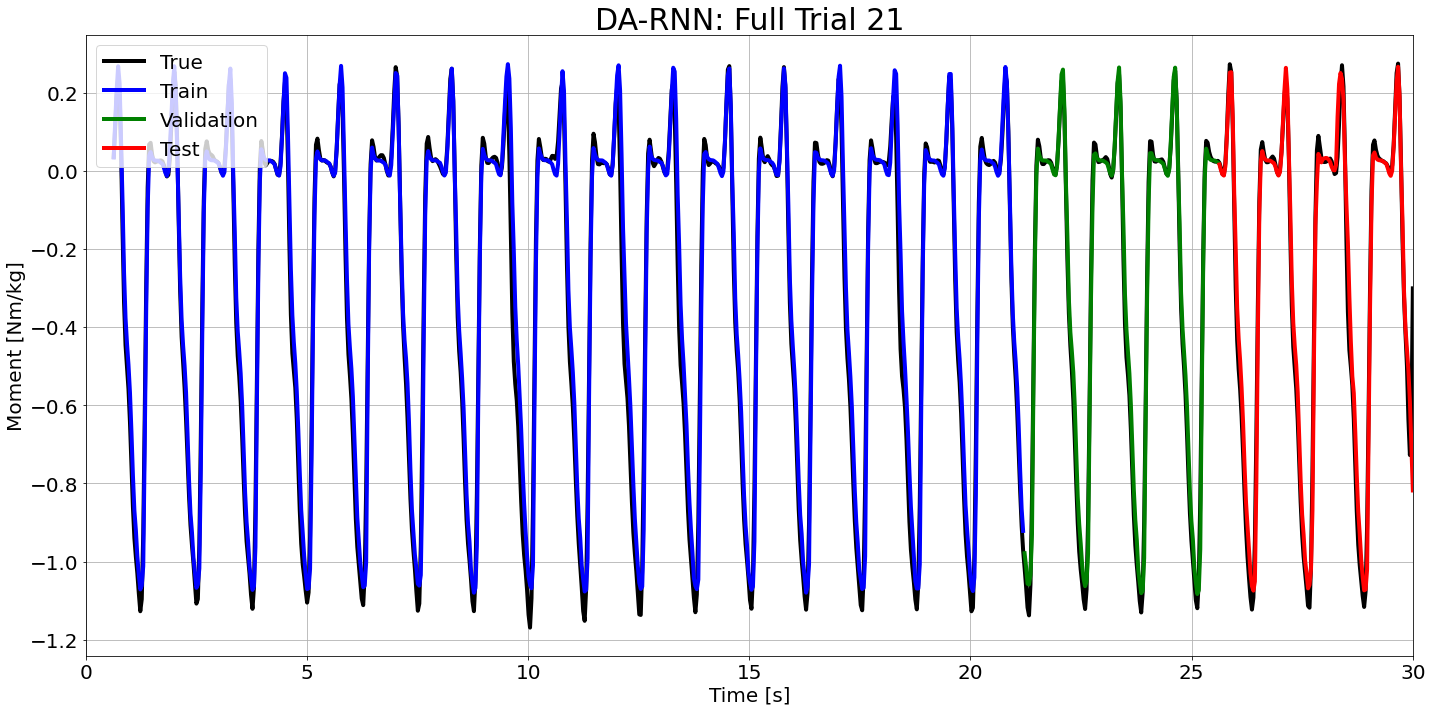 DA-RNN: Full Trial 21
True
Train
Validation
Test
0.2
0.0
−0.2
−0.4
−0.6
−0.8
−1.0
−1.2
Moment [Nm/kg]
0 5 10 15 20 25 30
Time [s]